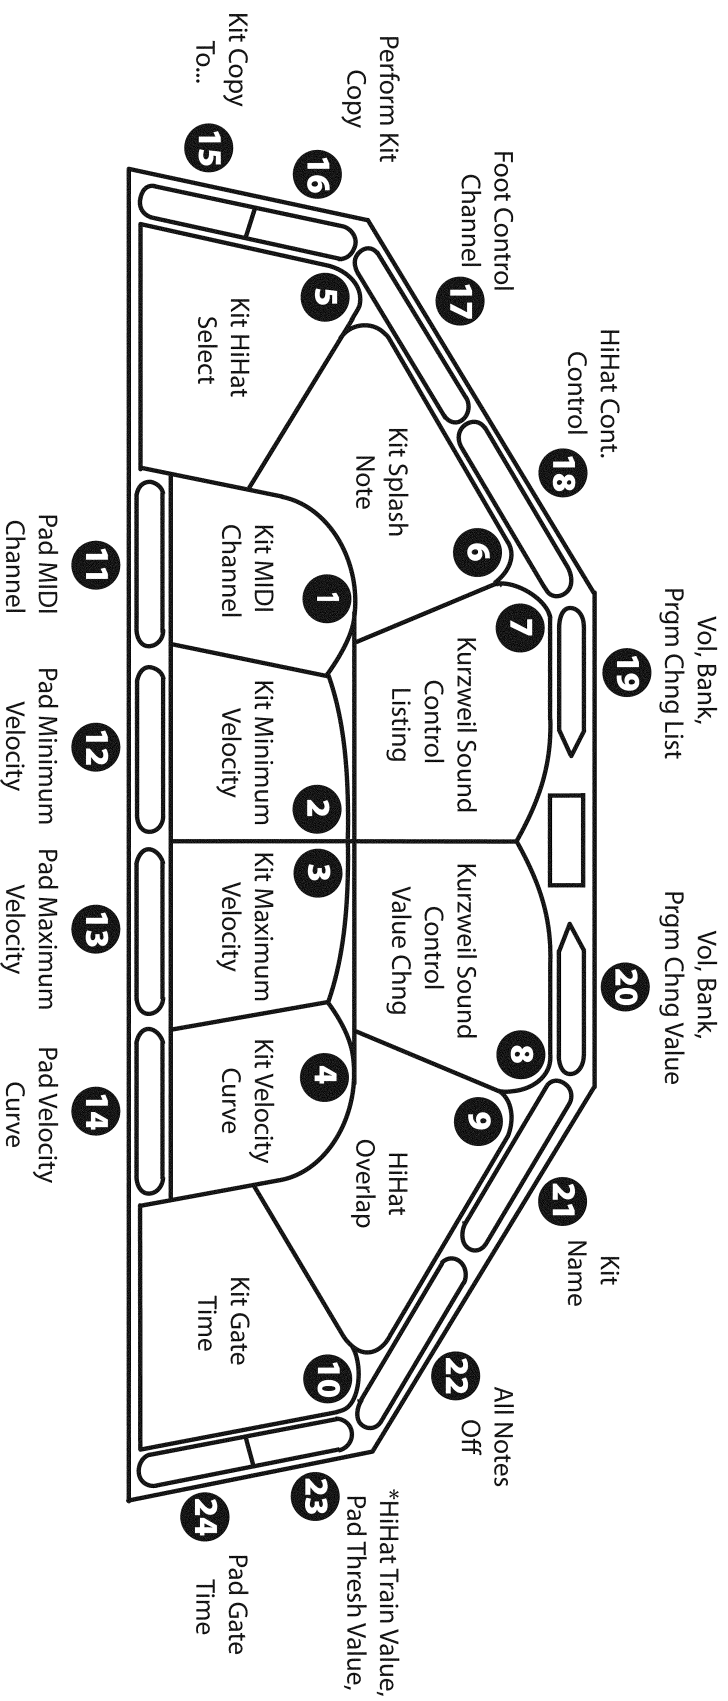 Vol, Bank,
Prgm Chng List
19
Vol, Bank,
Prgm Chng Value
20
HiHat Cont.
Control
18
Kit
Name
21
Foot Control
Channel
17
All Notes
Off
22
Perform Kit
Copy
16
*HiHat Train Value,
Pad Thresh Value,
23
Kit Copy
To...
15
Pad Gate
Time
24
7
Kurzweil Sound
Control
Listing
8
Kurzweil Sound
Control
Value Chng
6
Kit Splash
Note
9
HiHat
Overlap
5
Kit HiHat
Select
1
Kit MIDI
Channel
2
Kit Minimum
Velocity
3
Kit Maximum
Velocity
4
Kit Velocity
Curve
10
Kit Gate
Time
11
Pad MIDI
Channel
12
Pad Minimum
Velocity
13
Pad Maximum
Velocity
14
Pad Velocity
Curve